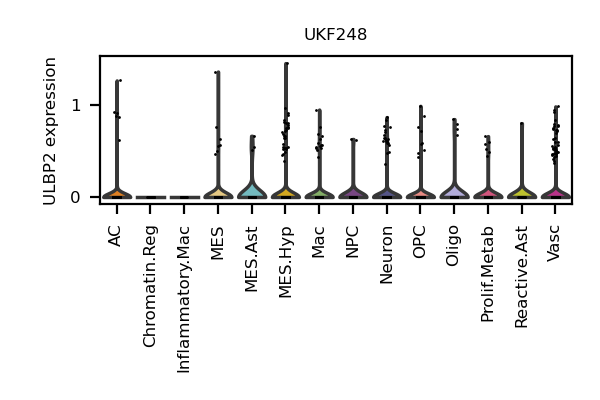 UKF248
ULBP2 expression
1
0
AC
Chromatin.Reg
Inflammatory.Mac
MES
MES.Ast
MES.Hyp
Mac
NPC
Neuron
OPC
Oligo
Prolif.Metab
Reactive.Ast
Vasc